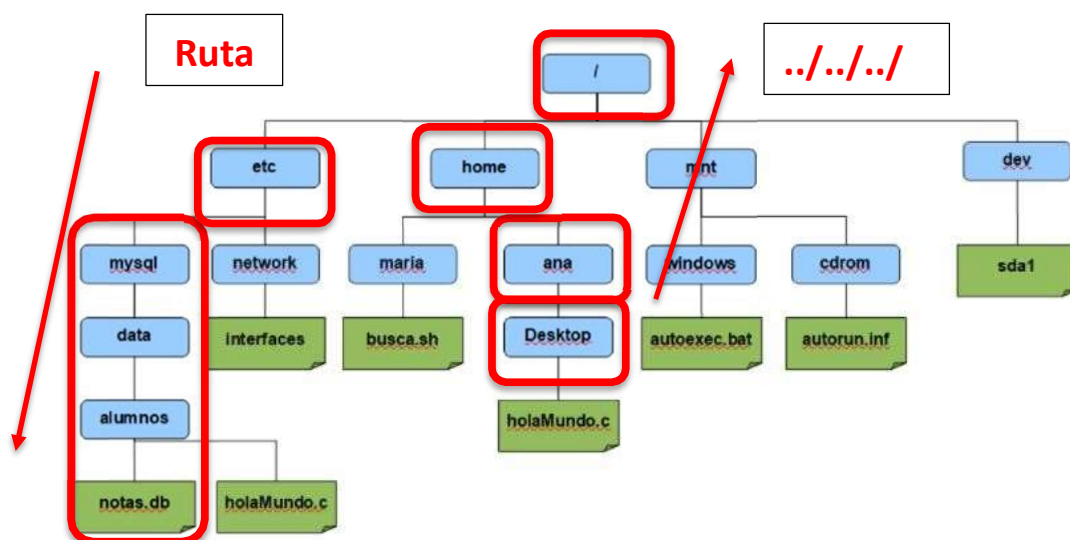 Ruta
/
../../../
etc
home
mnt
dev
mysql
network
maria
ana
windows
cdrom
sda1
data
interfaces
busca.sh
Desktop
autoexec.bat
autorun.inf
alumnos
holaMundo.c
notas.db
holaMundo.c